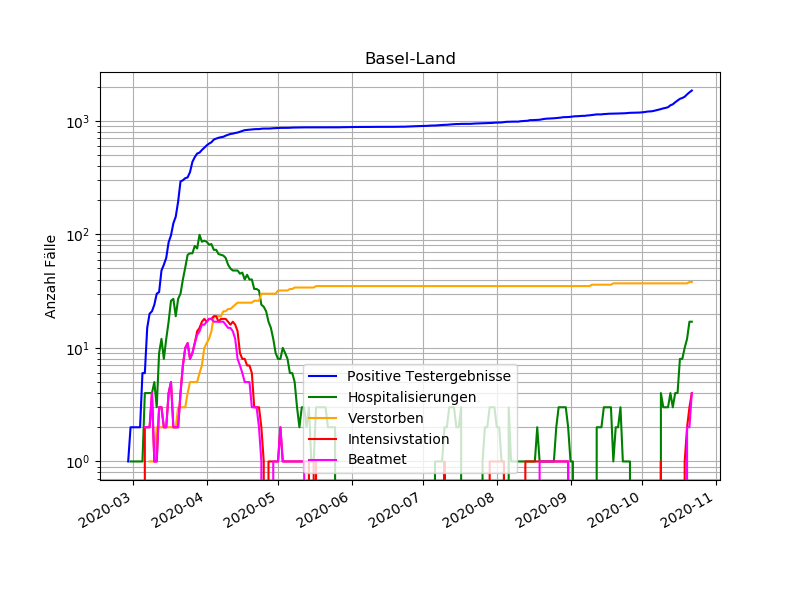 Basel-Land
Anzahl Fälle
10³
10²
10¹
10⁰
Positive Testergebnisse
Hospitalisierungen
Verstorben
Intensivstation
Beatmet
2020-03
2020-04
2020-05
2020-06
2020-07
2020-08
2020-09
2020-10
2020-11